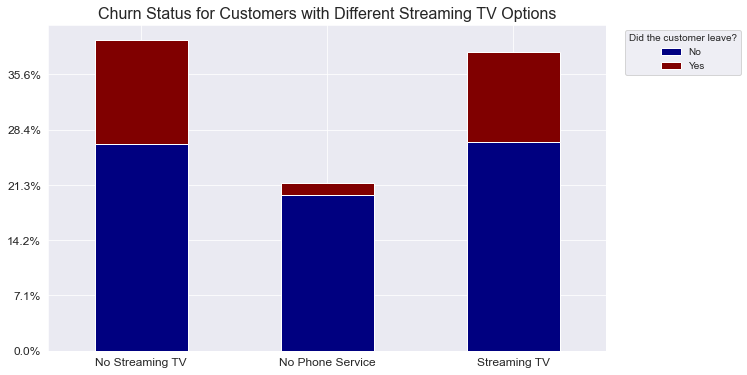 Churn Status for Customers with Different Streaming TV Options
Did the customer leave?
No
Yes
35.6%
28.4%
21.3%
14.2%
7.1%
0.0%
No Streaming TV
No Phone Service
Streaming TV